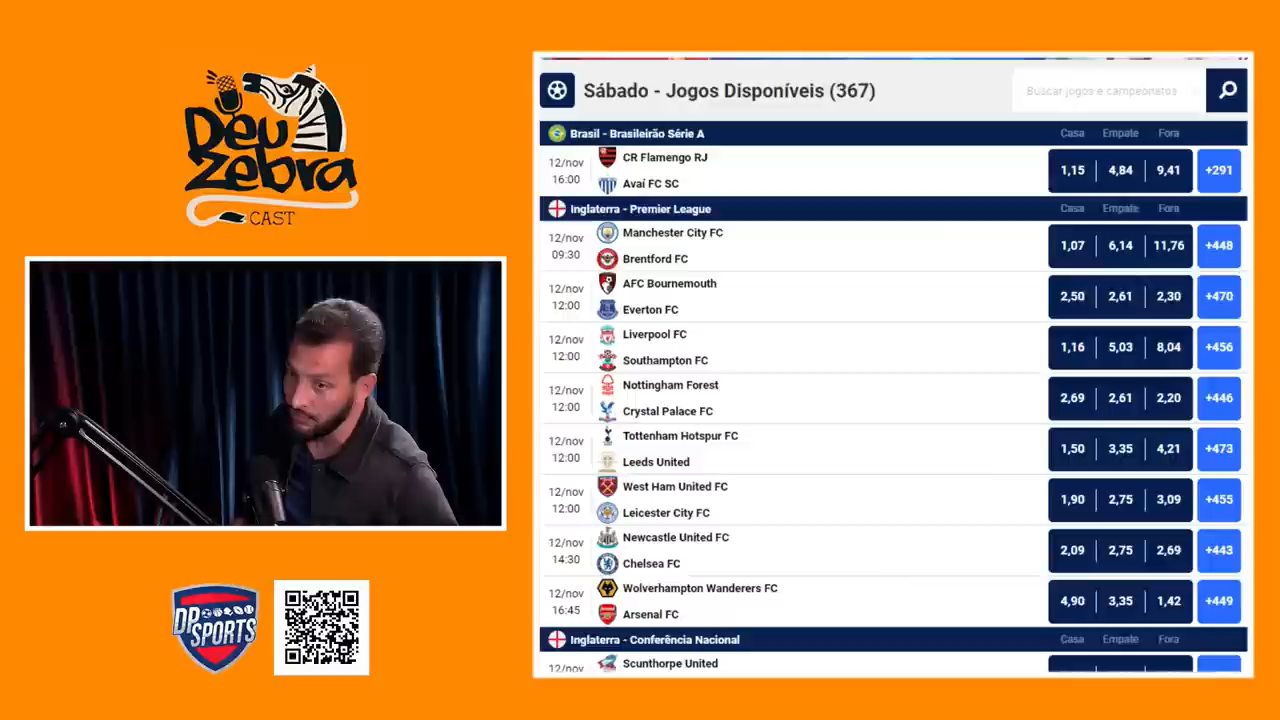 Deu
Zebra
CAST
DP
SPORTS
Sábado - Jogos Disponíveis (367)
Buscar jogos e campeonatos
Brasil - Brasileirão Série A Casa Empate Fora
12/nov 16:00 CR Flamengo RJ Avaí FC SC 1,15 4,84 9,41 +291
Inglaterra - Premier League Casa Empate Fora
12/nov 09:30 Manchester City FC Brentford FC 1,07 6,14 11,76 +448
12/nov 12:00 AFC Bournemouth Everton FC 2,50 2,61 2,30 +470
12/nov 12:00 Liverpool FC Southampton FC 1,16 5,03 8,04 +456
12/nov 12:00 Nottingham Forest Crystal Palace FC 2,69 2,61 2,20 +446
12/nov 12:00 Tottenham Hotspur FC Leeds United 1,50 3,35 4,21 +473
12/nov 12:00 West Ham United FC Leicester City FC 1,90 2,75 3,09 +455
12/nov 14:30 Newcastle United FC Chelsea FC 2,09 2,75 2,69 +443
12/nov 16:45 Wolverhampton Wanderers FC Arsenal FC 4,90 3,35 1,42 +449
Inglaterra - Conferência Nacional Casa Empate Fora
12/nov Scunthorpe United